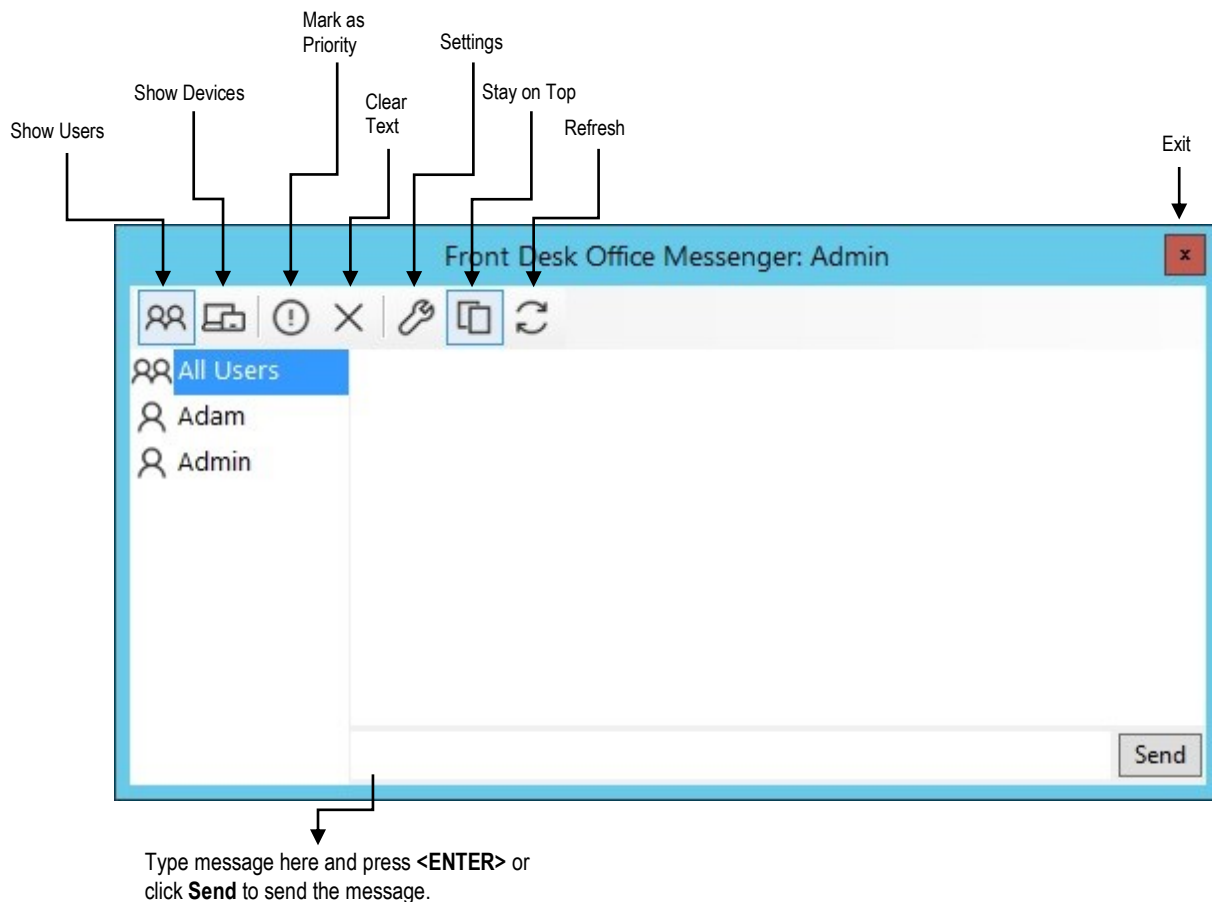 Mark as
Priority
Settings
Show Devices
Clear
Text
Stay on Top
Show Users
Refresh
Exit
Front Desk Office Messenger: Admin
x
All Users
Adam
Admin
Send
Type message here and press <ENTER> or
click Send to send the message.